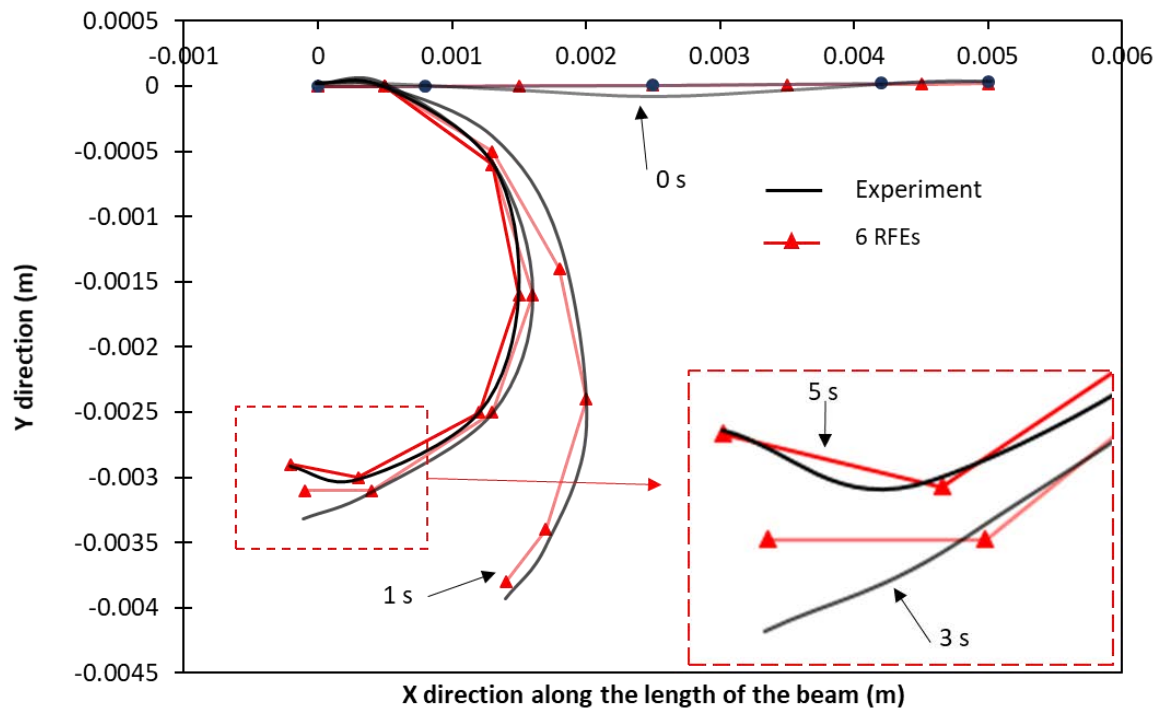 0.0005
-0.001 0 0.001 0.002 0.003 0.004 0.005 0.006
0
-0.0005
0 s
Experiment
-0.001
6 RFEs
-0.0015
-0.002
Y direction (m)
5 s
-0.0025
-0.003
-0.0035
1 s
3 s
-0.004
-0.0045
X direction along the length of the beam (m)